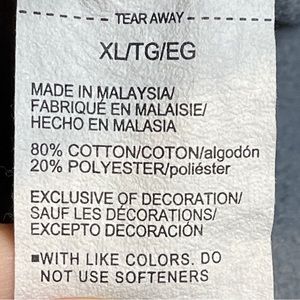 TEAR AWAY
XL/TG/EG
MADE IN MALAYSIA/
FABRIQUÉ EN MALAISIE/
HECHO EN MALASIA
80% COTTON/COTON/algodón
20% POLYESTER/poliéster
EXCLUSIVE OF DECORATION/
SAUF LES DÉCORATIONS/
EXCEPTO DECORACIÓN
■WITH LIKE COLORS. DO
NOT USE SOFTENERS